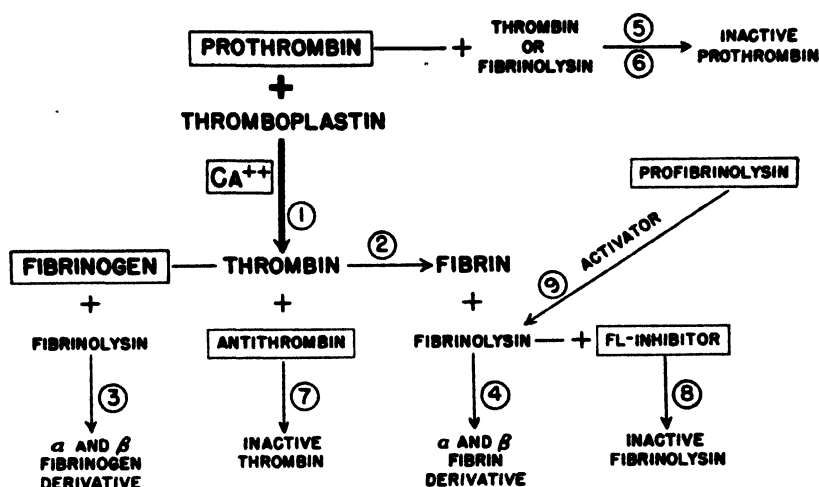 PROTHROMBIN + THROMBIN OR FIBRINOLYSIN ⑤ ⑥ INACTIVE PROTHROMBIN
+
THROMBOPLASTIN
CA++
①
PROFIBRINOLYSIN
ACTIVATOR
⑨
FIBRINOGEN THROMBIN ② FIBRIN
+ + +
FIBRINOLYSIN ANTITHROMBIN FIBRINOLYSIN + FL-INHIBITOR
③ ⑦ ④ ⑧
α AND β FIBRINOGEN DERIVATIVE
INACTIVE THROMBIN
α AND β FIBRIN DERIVATIVE
INACTIVE FIBRINOLYSIN